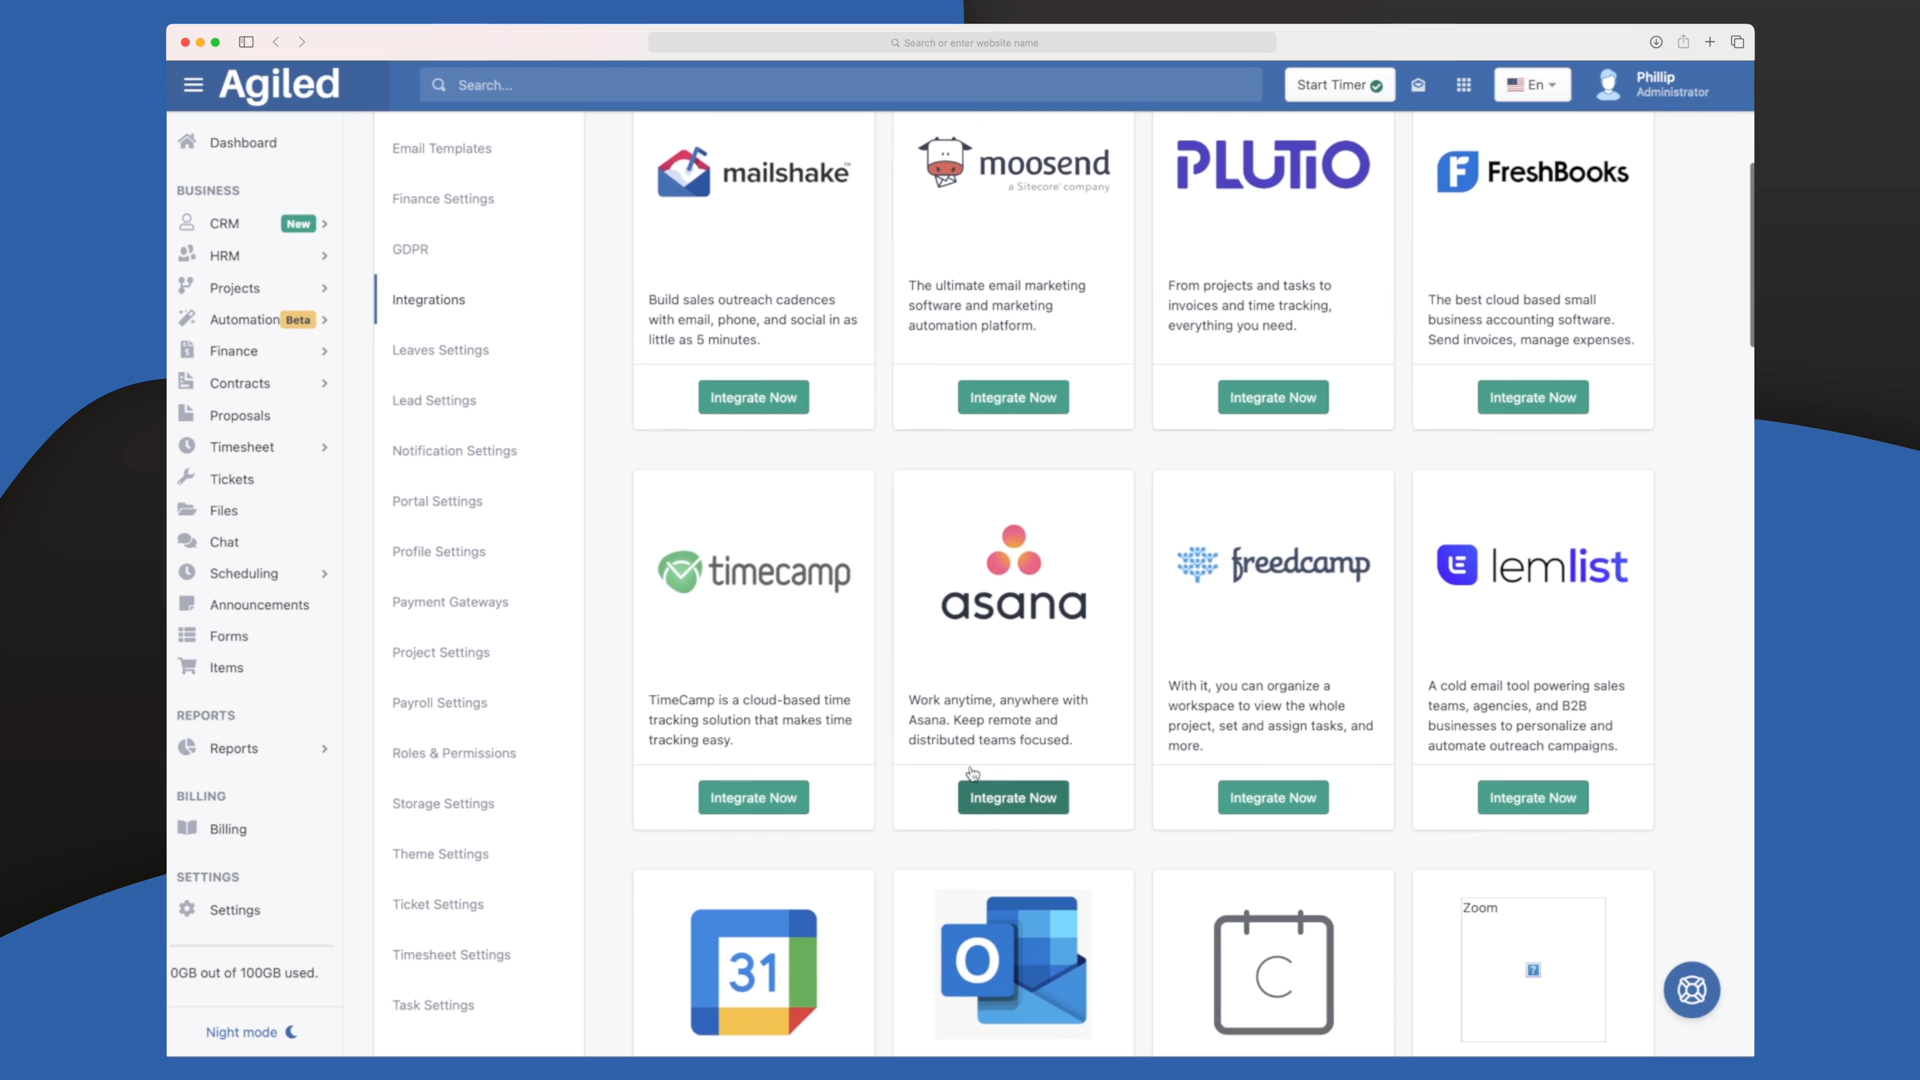 Search or enter website name
Agiled
Search...
Start Timer
En
Phillip
Administrator
Dashboard
BUSINESS
CRM New
HRM
Projects
Automation Beta
Finance
Contracts
Proposals
Timesheet
Tickets
Files
Chat
Scheduling
Announcements
Forms
Items
REPORTS
Reports
BILLING
Billing
SETTINGS
Settings
0GB out of 100GB used.
Night mode
Email Templates
Finance Settings
GDPR
Integrations
Leaves Settings
Lead Settings
Notification Settings
Portal Settings
Profile Settings
Payment Gateways
Project Settings
Payroll Settings
Roles & Permissions
Storage Settings
Theme Settings
Ticket Settings
Timesheet Settings
Task Settings
mailshake™
Build sales outreach cadences
with email, phone, and social in as
little as 5 minutes.
Integrate Now
moosend
a Sitecore® company
The ultimate email marketing
software and marketing
automation platform.
Integrate Now
PLUTIO
From projects and tasks to
invoices and time tracking,
everything you need.
Integrate Now
F FreshBooks
The best cloud based small
business accounting software.
Send invoices, manage expenses.
Integrate Now
timecamp
TimeCamp is a cloud-based time
tracking solution that makes time
tracking easy.
Integrate Now
asana
Work anytime, anywhere with
Asana. Keep remote and
distributed teams focused.
Integrate Now
freedcamp
With it, you can organize a
workspace to view the whole
project, set and assign tasks, and
more.
Integrate Now
lemlist
A cold email tool powering sales
teams, agencies, and B2B
businesses to personalize and
automate outreach campaigns.
Integrate Now
31
O
C
Zoom
?